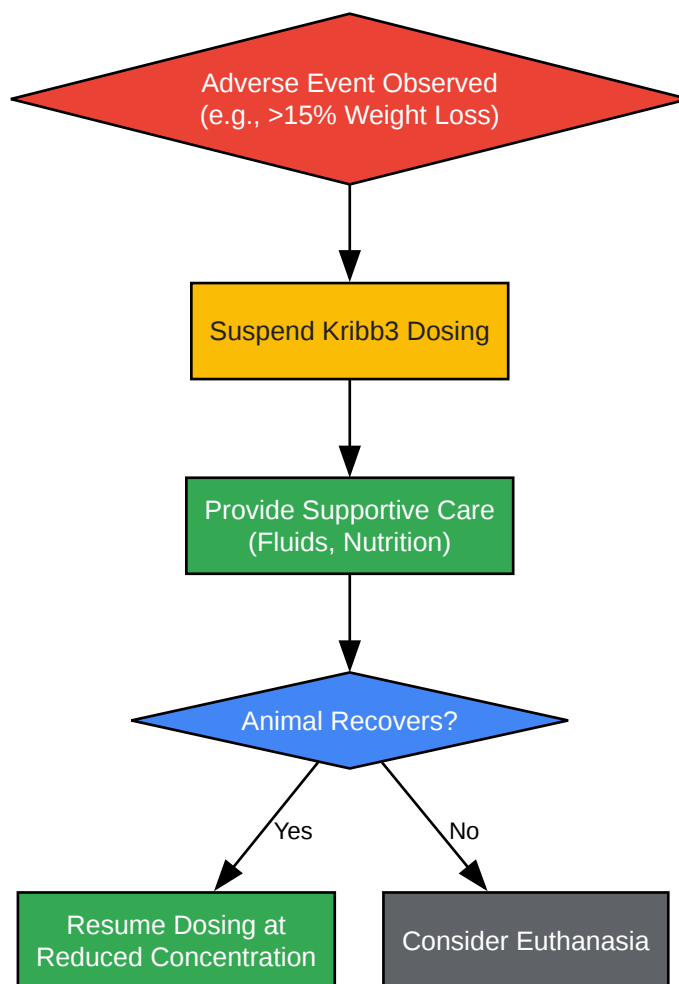 Adverse Event Observed
(e.g., >15% Weight Loss)
Suspend Kribb3 Dosing
Provide Supportive Care
(Fluids, Nutrition)
Animal Recovers?
Yes
No
Resume Dosing at
Reduced Concentration
Consider Euthanasia